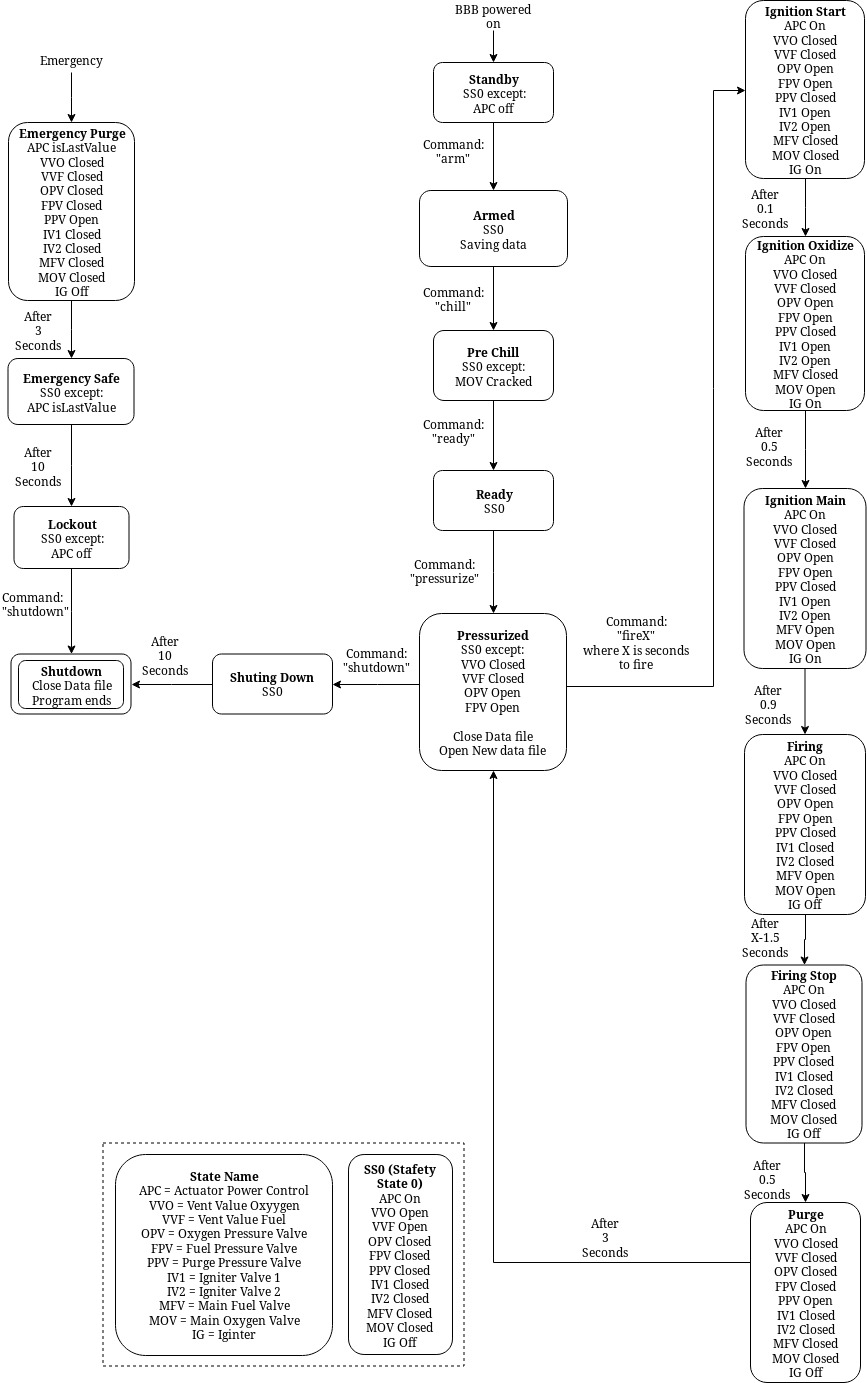 Emergency
Emergency Purge
APC isLastValue
VVO Closed
VVF Closed
OPV Closed
FPV Closed
PPV Open
IV1 Closed
IV2 Closed
MFV Closed
MOV Closed
IG Off
After
3
Seconds
Emergency Safe
SS0 except:
APC isLastValue
After
10
Seconds
Lockout
SS0 except:
APC off
Command:
"shutdown"
Shutdown
Close Data file
Program ends
BBB powered
on
Standby
SS0 except:
APC off
Command:
"arm"
Armed
SS0
Saving data
Command:
"chill"
Pre Chill
SS0 except:
MOV Cracked
Command:
"ready"
Ready
SS0
Command:
"pressurize"
Pressurized
SS0 except:
VVO Closed
VVF Closed
OPV Open
FPV Open
Close Data file
Open New data file
Command:
"shutdown"
Shuting Down
SS0
After
10
Seconds
Command:
"fireX"
where X is seconds
to fire
Ignition Start
APC On
VVO Closed
VVF Closed
OPV Open
FPV Open
PPV Closed
IV1 Open
IV2 Open
MFV Closed
MOV Closed
IG On
After
0.1
Seconds
Ignition Oxidize
APC On
VVO Closed
VVF Closed
OPV Open
FPV Open
PPV Closed
IV1 Open
IV2 Open
MFV Closed
MOV Open
IG On
After
0.5
Seconds
Ignition Main
APC On
VVO Closed
VVF Closed
OPV Open
FPV Open
PPV Closed
IV1 Open
IV2 Open
MFV Open
MOV Open
IG On
After
0.9
Seconds
Firing
APC On
VVO Closed
VVF Closed
OPV Open
FPV Open
PPV Closed
IV1 Closed
IV2 Closed
MFV Open
MOV Open
IG Off
After
X-1.5
Seconds
Firing Stop
APC On
VVO Closed
VVF Closed
OPV Open
FPV Open
PPV Closed
IV1 Closed
IV2 Closed
MFV Closed
MOV Closed
IG Off
After
0.5
Seconds
Purge
APC On
VVO Closed
VVF Closed
OPV Closed
FPV Closed
PPV Open
IV1 Closed
IV2 Closed
MFV Closed
MOV Closed
IG Off
After
3
Seconds
State Name
APC = Actuator Power Control
VVO = Vent Value Oxyygen
VVF = Vent Value Fuel
OPV = Oxygen Pressure Valve
FPV = Fuel Pressure Valve
PPV = Purge Pressure Valve
IV1 = Igniter Valve 1
IV2 = Igniter Valve 2
MFV = Main Fuel Valve
MOV = Main Oxygen Valve
IG = Iginter
SS0 (Stafety
State 0)
APC On
VVO Open
VVF Open
OPV Closed
FPV Closed
PPV Closed
IV1 Closed
IV2 Closed
MFV Closed
MOV Closed
IG Off